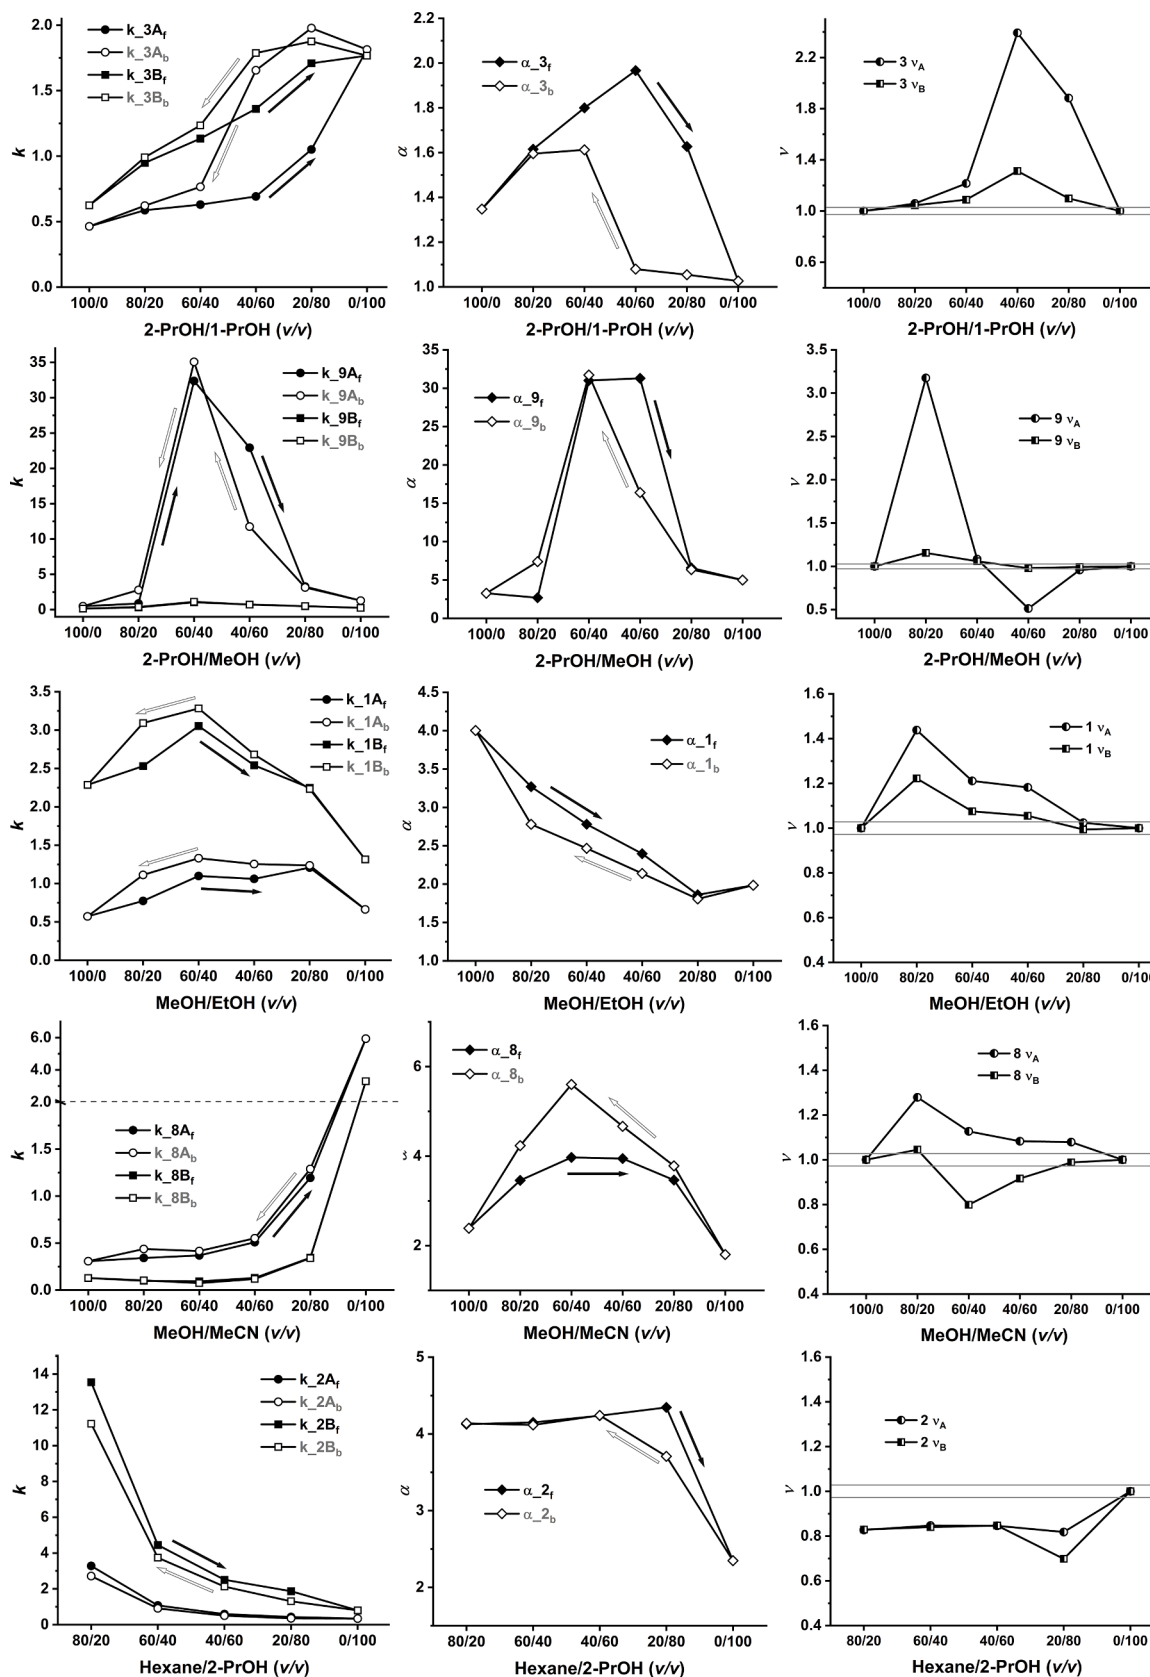 2.0
1.5
1.0
0.5
0.0
k
k_3Af
k_3Ab
k_3Bf
k_3Bb
100/0 80/20 60/40 40/60 20/80 0/100
2-PrOH/1-PrOH (v/v)
2.2
2.0
1.8
1.6
1.4
1.2
1.0
α
α_3f
α_3b
100/0 80/20 60/40 40/60 20/80 0/100
2-PrOH/1-PrOH (v/v)
2.4
1.8
1.2
0.6
ν
3 νA
3 νB
100/0 80/20 60/40 40/60 20/80 0/100
2-PrOH/1-PrOH (v/v)
35
30
25
20
15
10
5
0
k
k_9Af
k_9Ab
k_9Bf
k_9Bb
100/0 80/20 60/40 40/60 20/80 0/100
2-PrOH/MeOH (v/v)
35
30
25
20
15
10
5
0
α
α_9f
α_9b
100/0 80/20 60/40 40/60 20/80 0/100
2-PrOH/MeOH (v/v)
3.5
3.0
2.5
2.0
1.5
1.0
0.5
ν
9 νA
9 νB
100/0 80/20 60/40 40/60 20/80 0/100
2-PrOH/MeOH (v/v)
3.5
3.0
2.5
2.0
1.5
1.0
0.5
0.0
k
k_1Af
k_1Ab
k_1Bf
k_1Bb
100/0 80/20 60/40 40/60 20/80 0/100
MeOH/EtOH (v/v)
4.5
4.0
3.5
3.0
2.5
2.0
1.5
1.0
α
α_1f
α_1b
100/0 80/20 60/40 40/60 20/80 0/100
MeOH/EtOH (v/v)
1.6
1.4
1.2
1.0
0.8
0.6
0.4
ν
1 νA
1 νB
100/0 80/20 60/40 40/60 20/80 0/100
MeOH/EtOH (v/v)
6.0
4.0
2.0
1.5
1.0
0.5
0.0
k
k_8Af
k_8Ab
k_8Bf
k_8Bb
100/0 80/20 60/40 40/60 20/80 0/100
MeOH/MeCN (v/v)
6
4
2
α_8f
α_8b
100/0 80/20 60/40 40/60 20/80 0/100
MeOH/MeCN (v/v)
1.6
1.4
1.2
1.0
0.8
0.6
0.4
ν
8 νA
8 νB
100/0 80/20 60/40 40/60 20/80 0/100
MeOH/MeCN (v/v)
14
12
10
8
6
4
2
0
k
k_2Af
k_2Ab
k_2Bf
k_2Bb
80/20 60/40 40/60 20/80 0/100
Hexane/2-PrOH (v/v)
5
4
3
2
α
α_2f
α_2b
80/20 60/40 40/60 20/80 0/100
Hexane/2-PrOH (v/v)
1.6
1.4
1.2
1.0
0.8
0.6
0.4
ν
2 νA
2 νB
80/20 60/40 40/60 20/80 0/100
Hexane/2-PrOH (v/v)